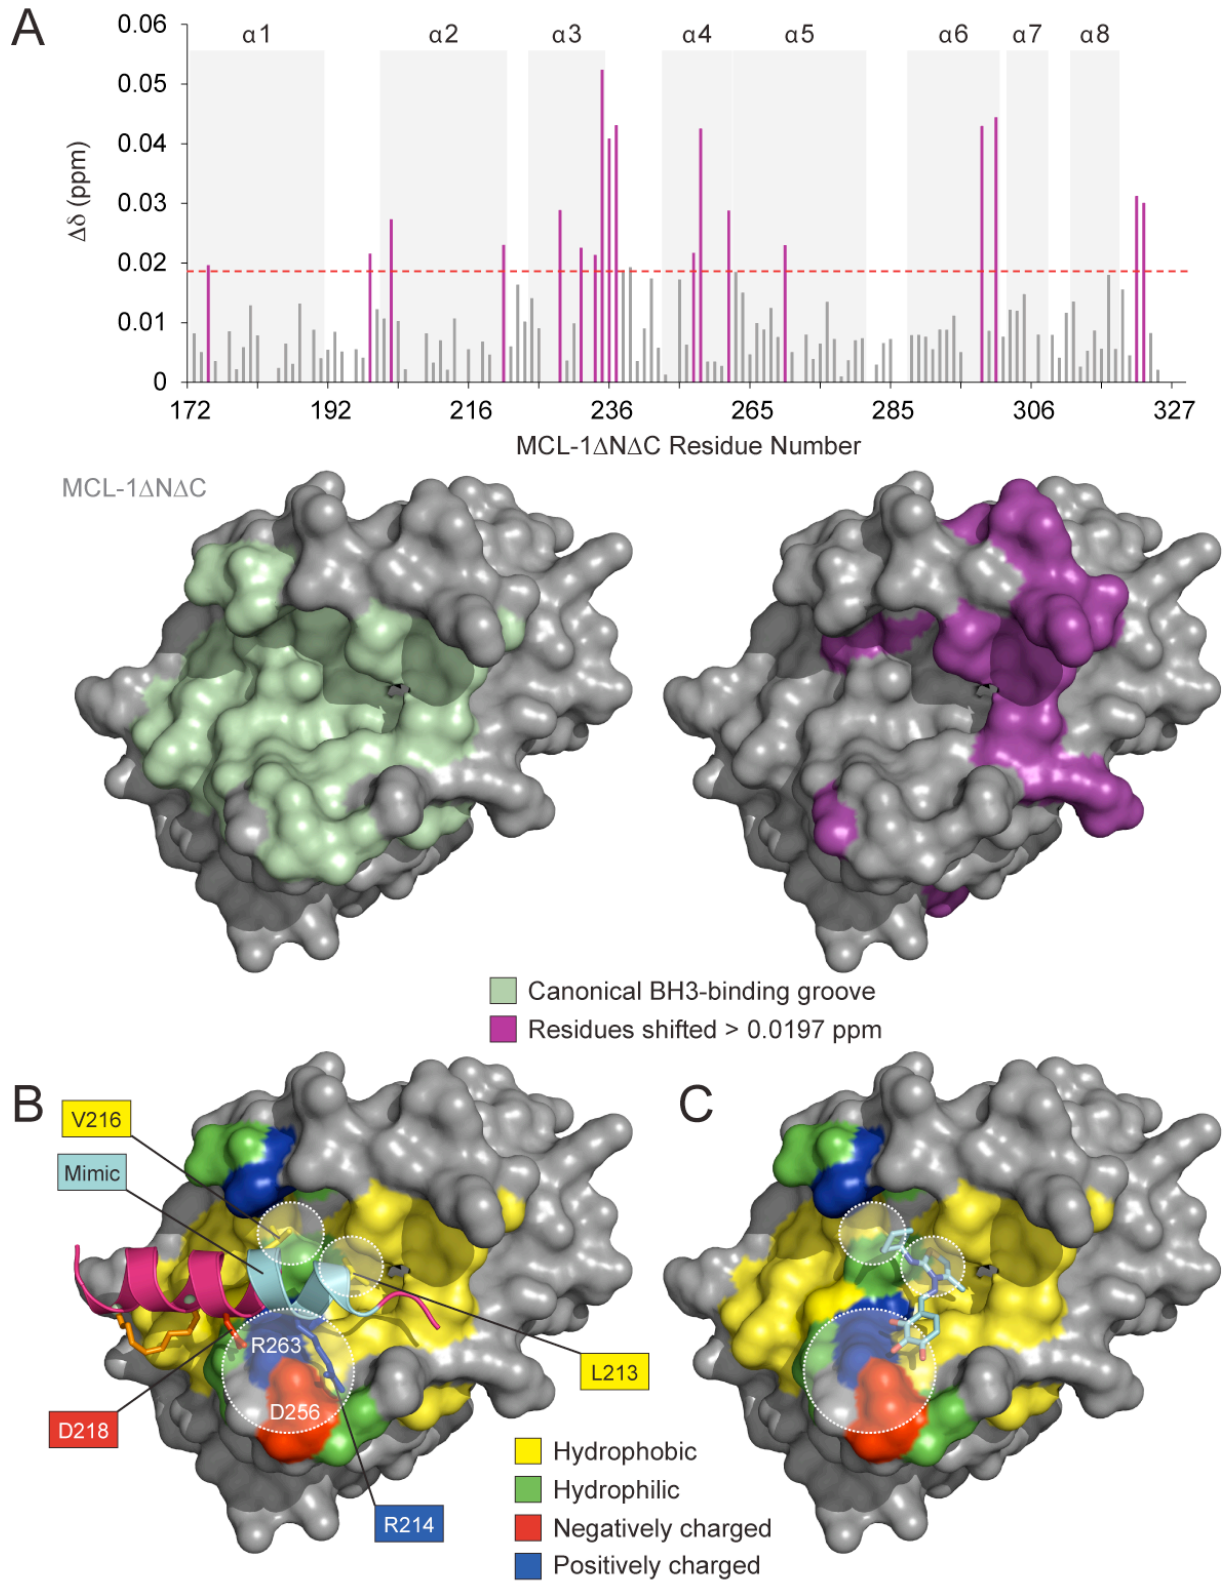 A
α1 α2 α3 α4 α5 α6 α7 α8
0.06
0.05
0.04
0.03
0.02
0.01
0
Δδ (ppm)
172 192 216 236 265 285 306 327
MCL-1ΔNΔC Residue Number
MCL-1ΔNΔC
Canonical BH3-binding groove
Residues shifted > 0.0197 ppm
B
V216
Mimic
R263
D256
L213
D218
R214
C
Hydrophobic
Hydrophilic
Negatively charged
Positively charged